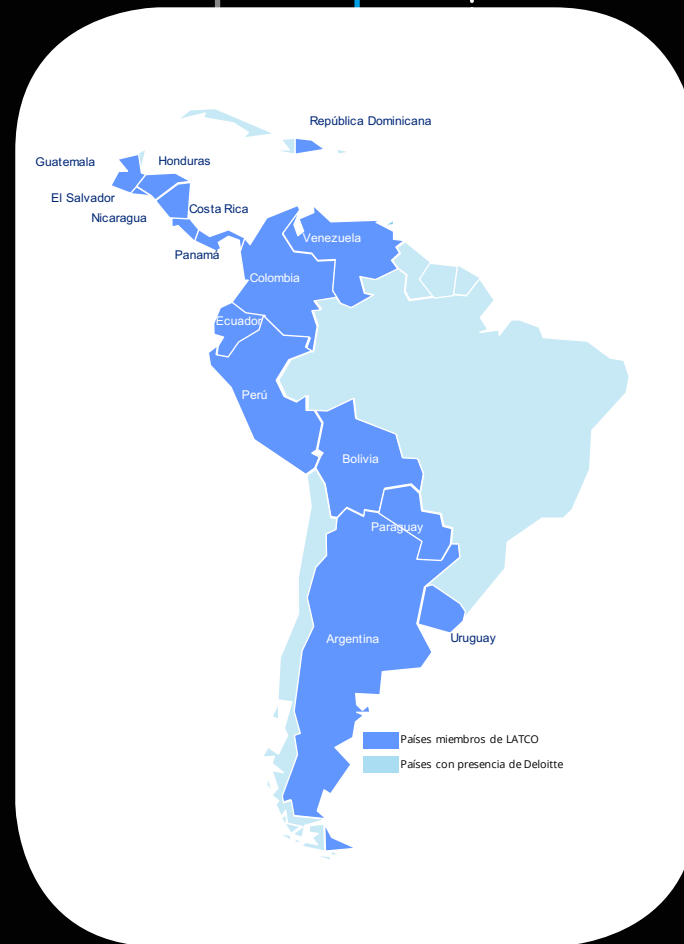 República Dominicana
Guatemala
Honduras
El Salvador
Costa Rica
Nicaragua
Panamá
Venezuela
Colombia
Ecuador
Perú
Bolivia
Paraguay
Argentina
Uruguay
Países miembros de LATCO
Países con presencia de Deloitte